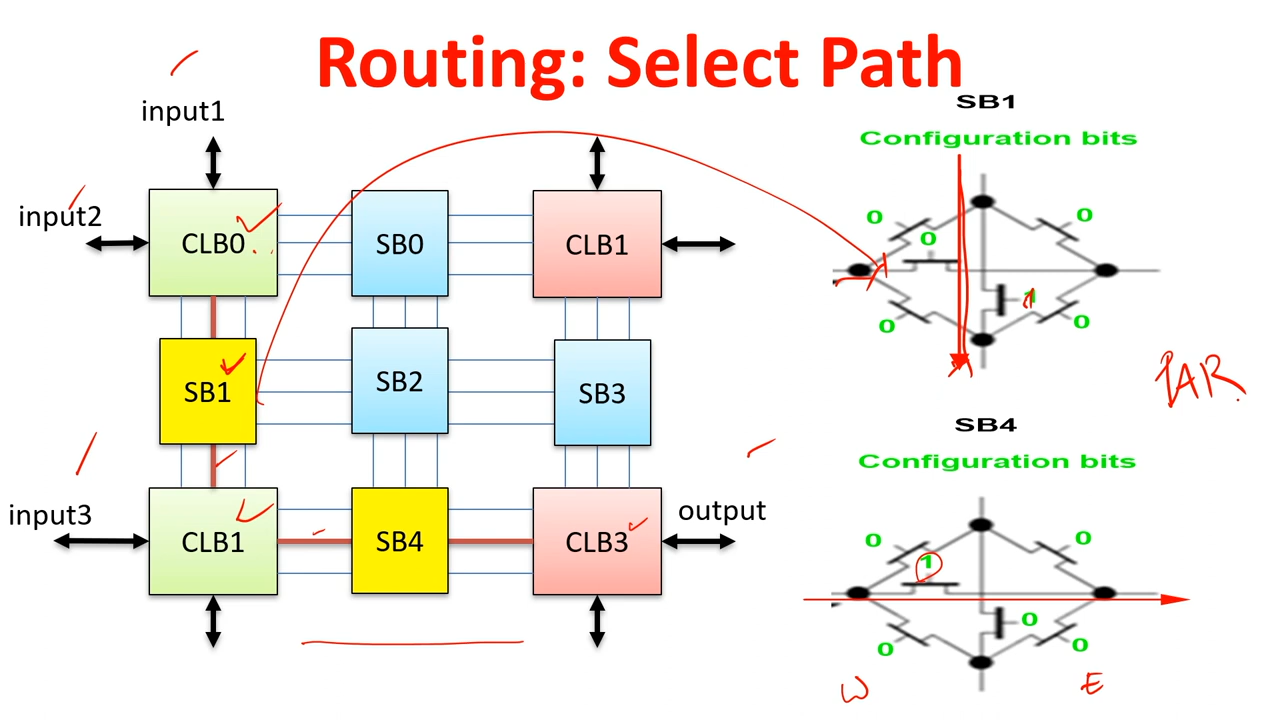 Routing: Select Path
input1
input2
CLB0
SB0
CLB1
SB1
SB2
SB3
input3
CLB1
SB4
CLB3
output
SB1
Configuration bits
0
0
0
1
0
0
PAR
SB4
Configuration bits
0
0
1
0
0
0
W
E